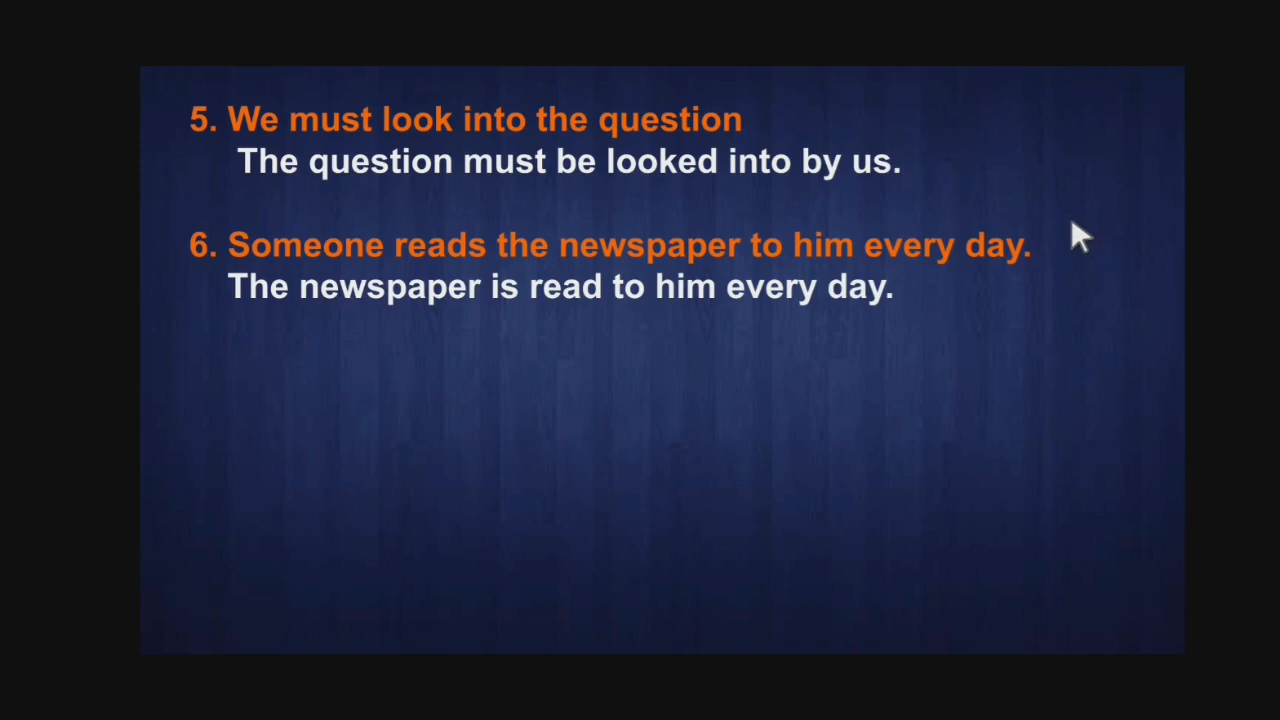 5. We must look into the question
The question must be looked into by us.
6. Someone reads the newspaper to him every day.
The newspaper is read to him every day.